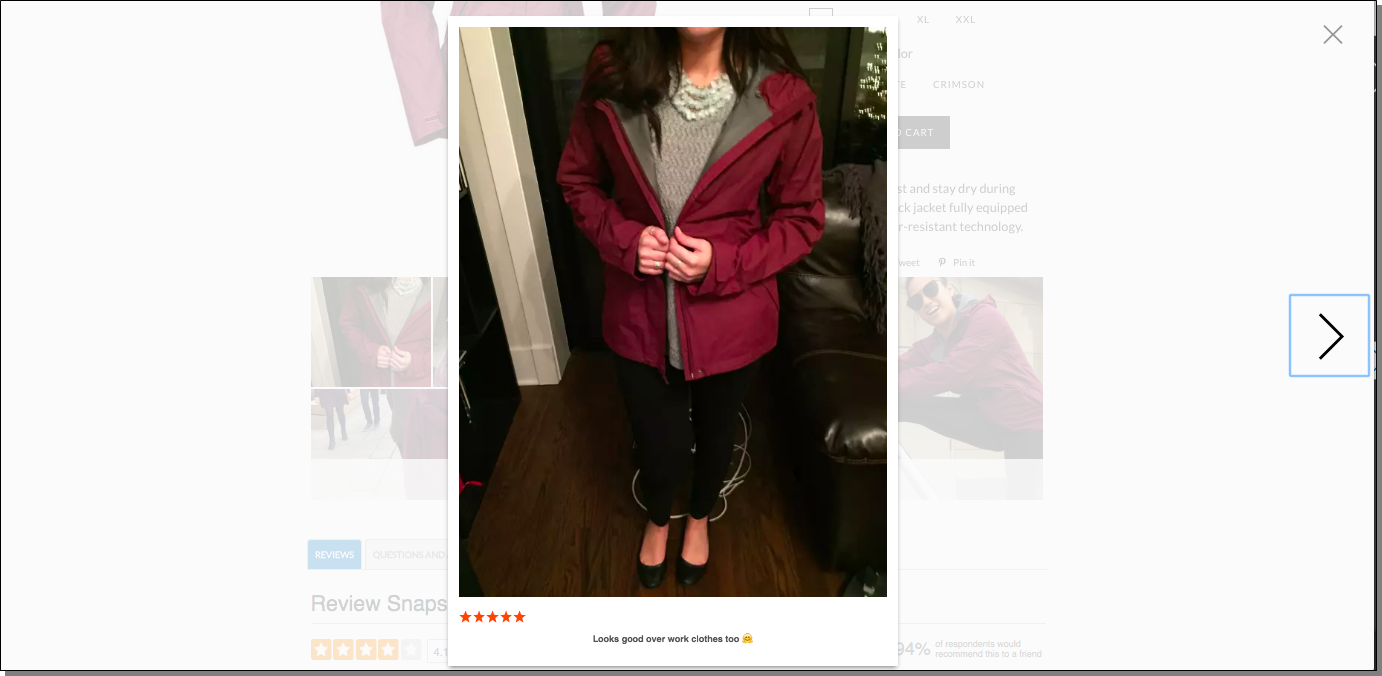 XL XXL
lor
TE CRIMSON
D CART
st and stay dry during
ck jacket fully equipped
r-resistant technology.
weet Pin it
REVIEWS QUESTIONS AND
Review Snaps
4.1
94% of respondents would
recommend this to a friend
Looks good over work clothes too 🤗